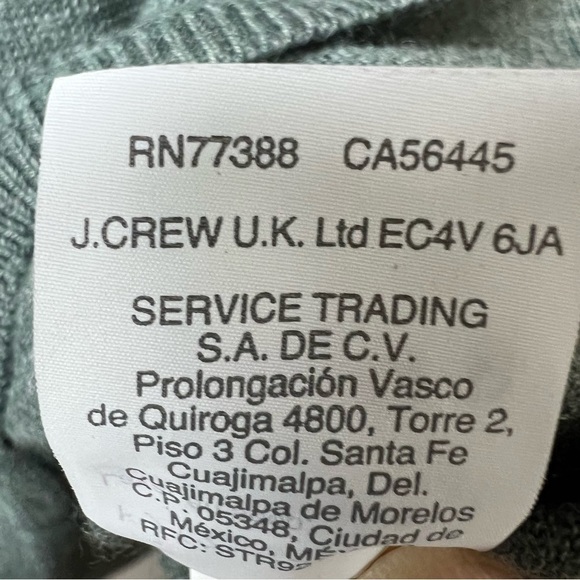 RN77388 CA56445
J.CREW U.K. Ltd EC4V 6JA
SERVICE TRADING
S.A. DE C.V.
Prolongación Vasco
de Quiroga 4800, Torre 2,
Piso 3 Col. Santa Fe
Cuajimalpa, Del.
Cuajimalpa de Morelos
C.P. 05348, Ciudad de
México,
RFC: